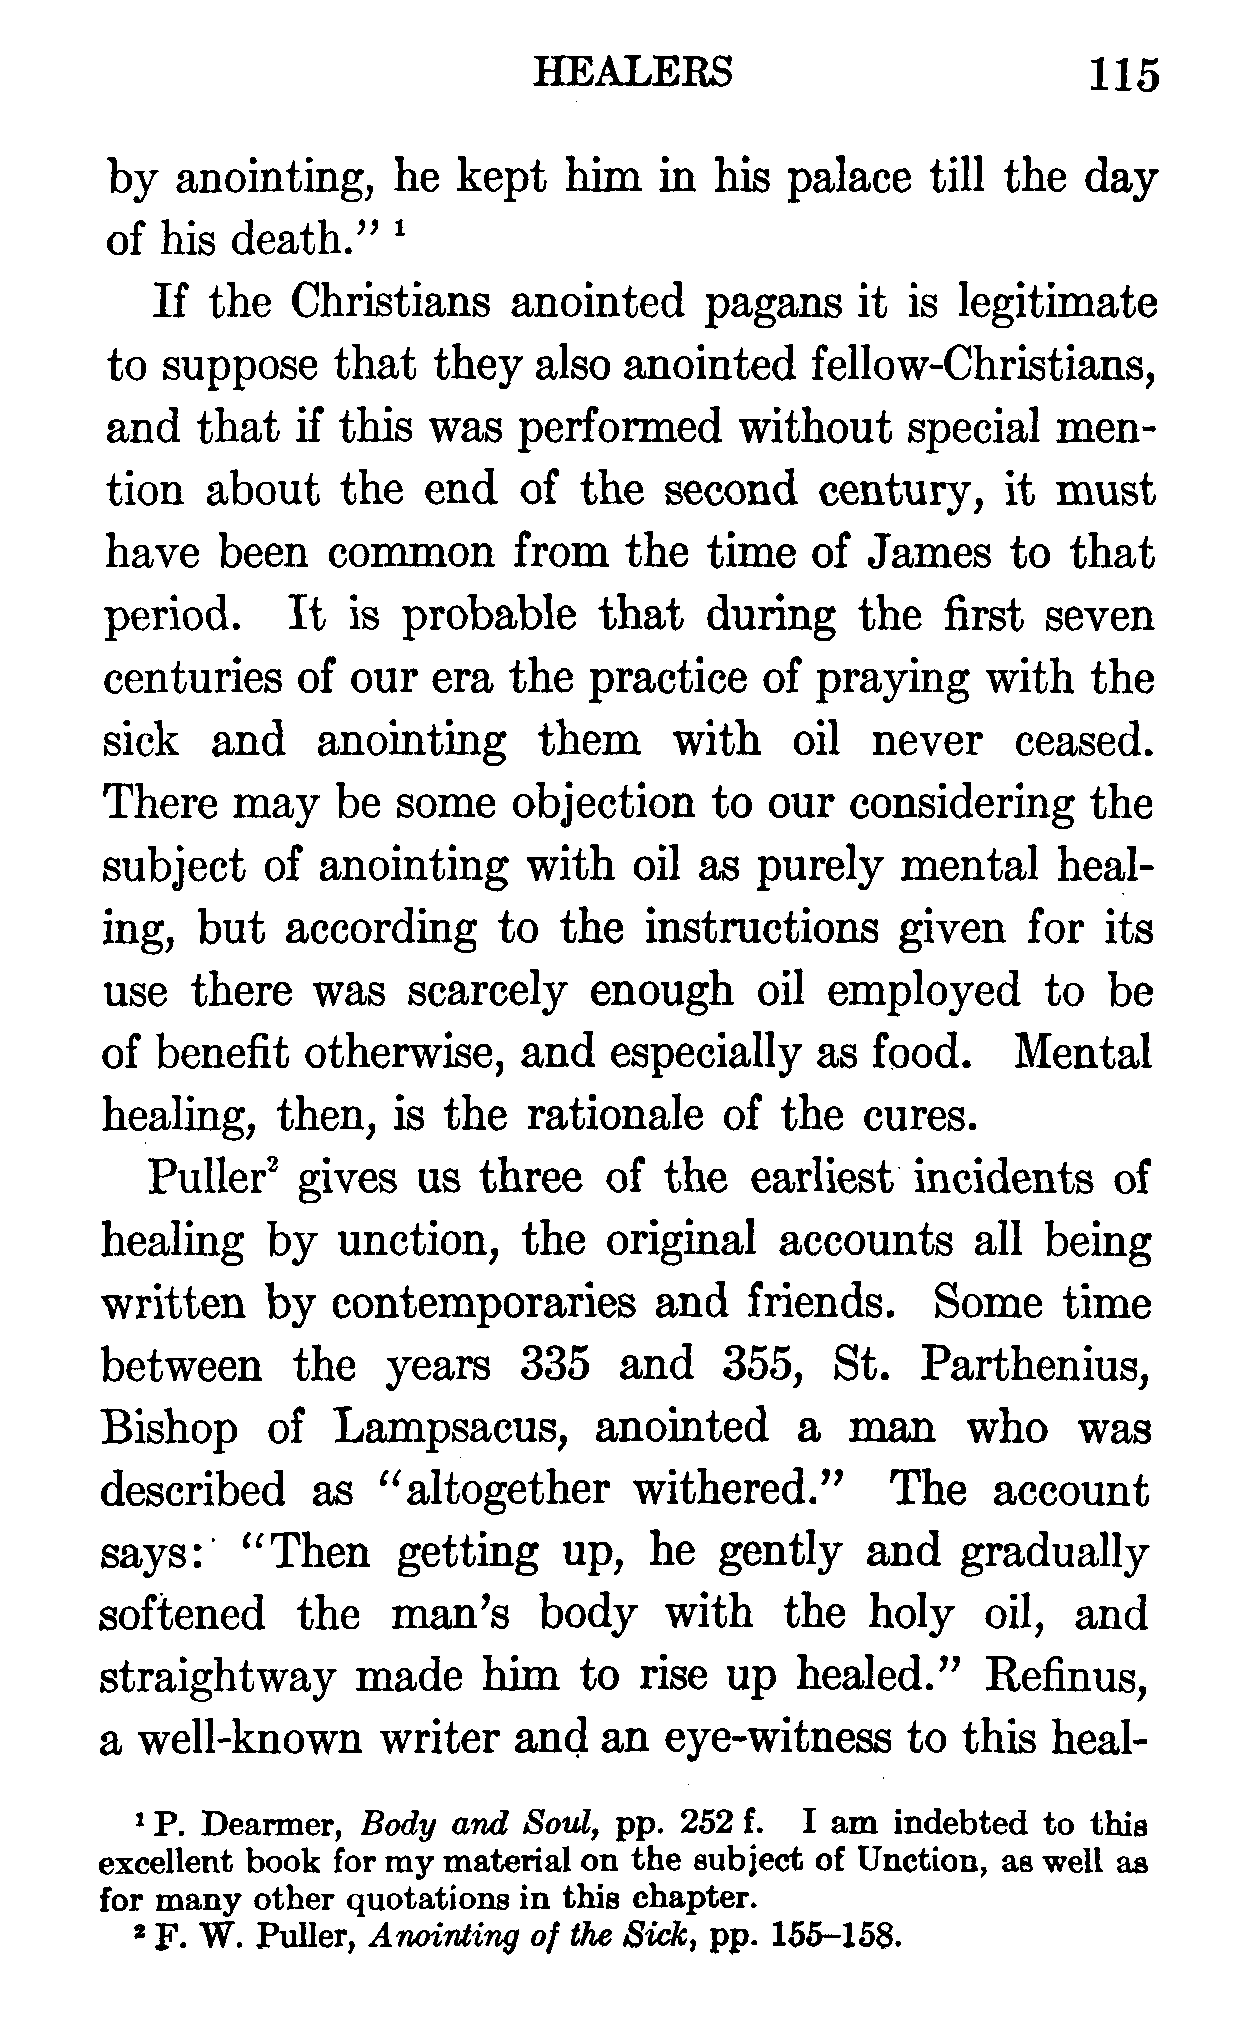 HEALERS 115
by anointing, he kept him in his palace till the day
of his death." ¹
If the Christians anointed pagans it is legitimate
to suppose that they also anointed fellow-Christians,
and that if this was performed without special men-
tion about the end of the second century, it must
have been common from the time of James to that
period. It is probable that during the first seven
centuries of our era the practice of praying with the
sick and anointing them with oil never ceased.
There may be some objection to our considering the
subject of anointing with oil as purely mental heal-
ing, but according to the instructions given for its
use there was scarcely enough oil employed to be
of benefit otherwise, and especially as food. Mental
healing, then, is the rationale of the cures.
Puller² gives us three of the earliest incidents of
healing by unction, the original accounts all being
written by contemporaries and friends. Some time
between the years 335 and 355, St. Parthenius,
Bishop of Lampsacus, anointed a man who was
described as "altogether withered." The account
says: "Then getting up, he gently and gradually
softened the man's body with the holy oil, and
straightway made him to rise up healed." Refinus,
a well-known writer and an eye-witness to this heal-
¹ P. Dearmer, Body and Soul, pp. 252 f. I am indebted to this
excellent book for my material on the subject of Unction, as well as
for many other quotations in this chapter.
² F. W. Puller, Anointing of the Sick, pp. 155–158.